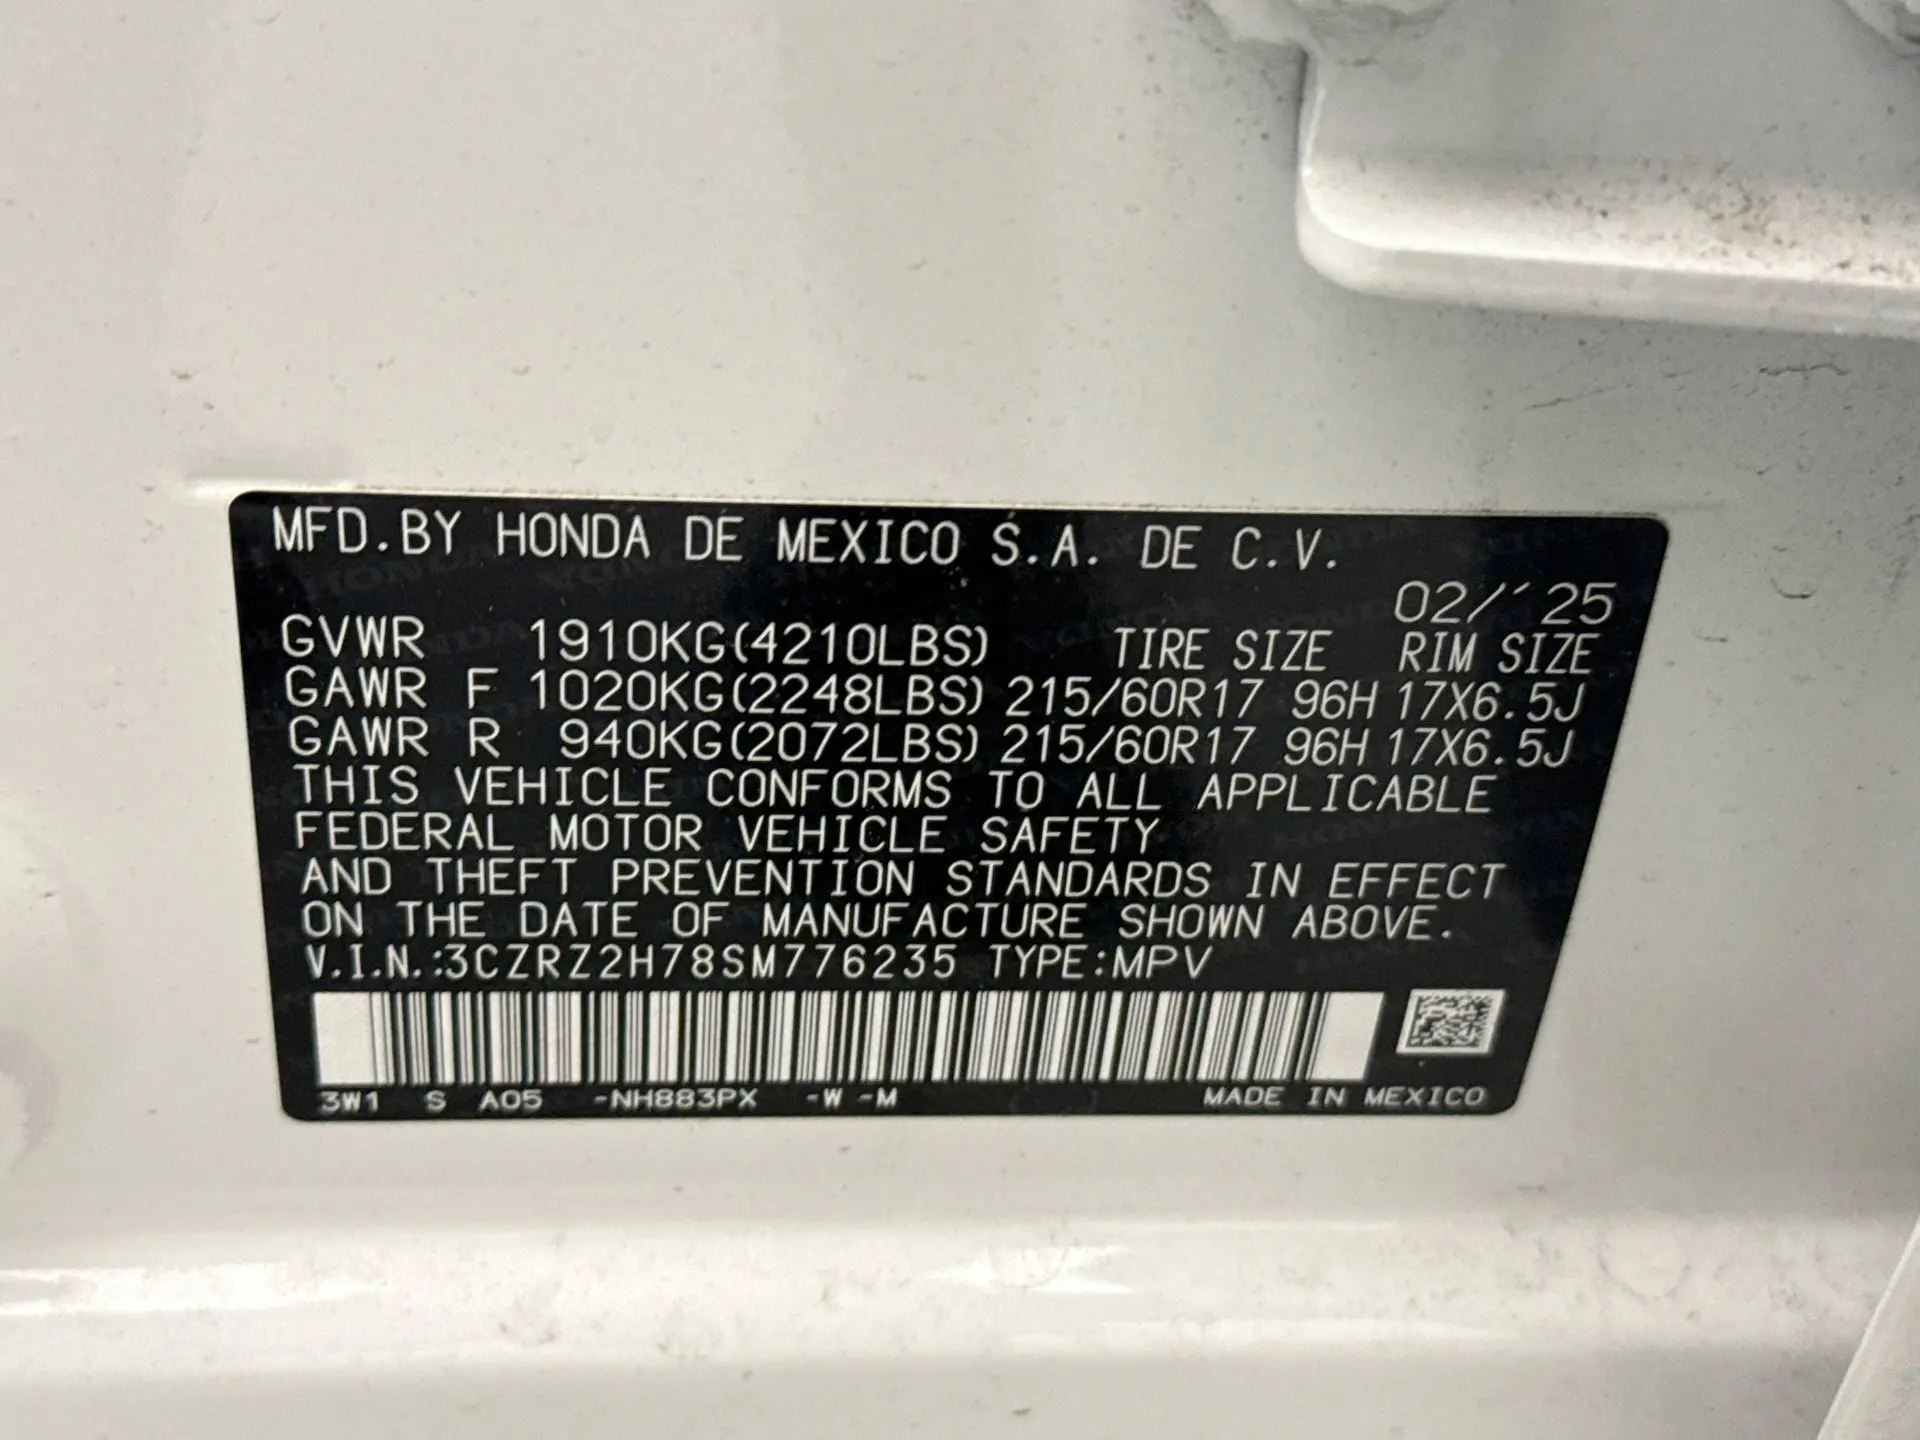 MFD.BY HONDA DE MEXICO S.A. DE C.V.
02/'25
GVWR 1910KG(4210LBS) TIRE SIZE RIM SIZE
GAWR F 1020KG(2248LBS) 215/60R17 96H 17X6.5J
GAWR R 940KG(2072LBS) 215/60R17 96H 17X6.5J
THIS VEHICLE CONFORMS TO ALL APPLICABLE
FEDERAL MOTOR VEHICLE SAFETY
AND THEFT PREVENTION STANDARDS IN EFFECT
ON THE DATE OF MANUFACTURE SHOWN ABOVE.
V.I.N.:3CZRZ2H78SM776235 TYPE:MPV
3W1 S A05 -NH883PX -W -M MADE IN MEXICO